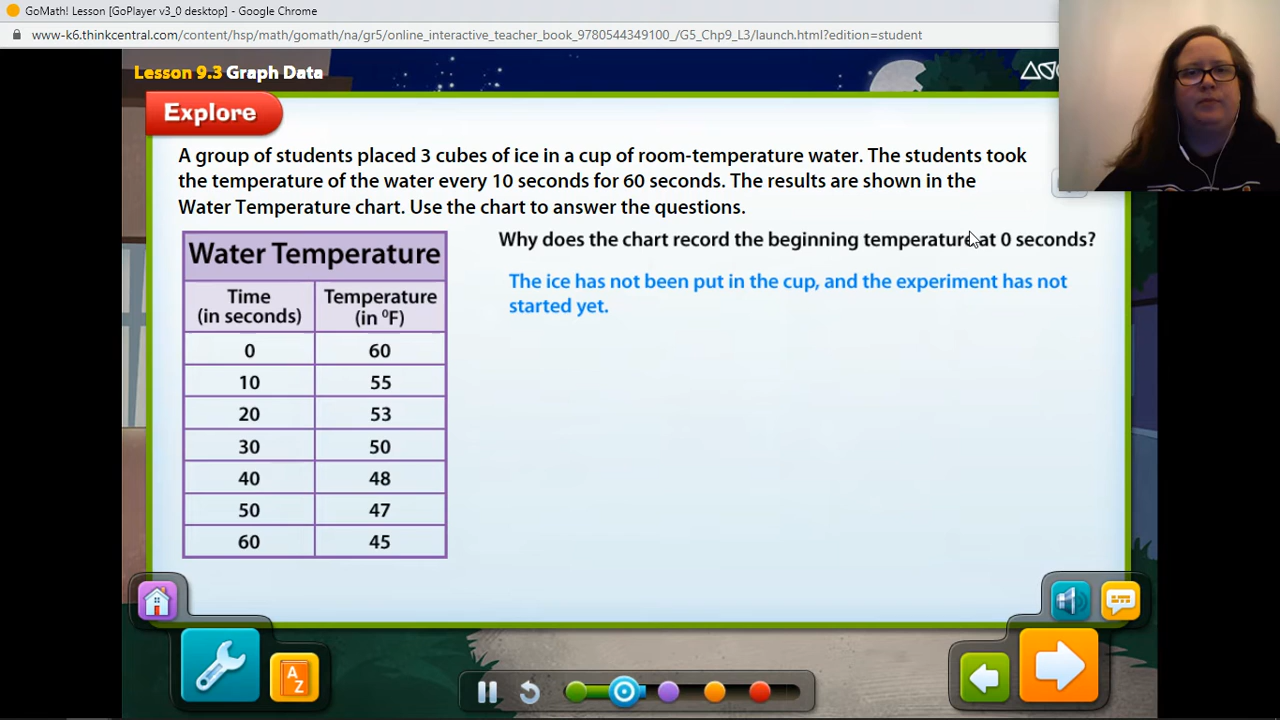 GoMath! Lesson [GoPlayer v3_0 desktop] - Google Chrome
www-k6.thinkcentral.com/content/hsp/math/gomath/na/gr5/online_interactive_teacher_book_9780544349100_/G5_Chp9_L3/launch.html?edition=student
Lesson 9.3 Graph Data
Explore
A group of students placed 3 cubes of ice in a cup of room-temperature water. The students took
the temperature of the water every 10 seconds for 60 seconds. The results are shown in the
Water Temperature chart. Use the chart to answer the questions.
Water Temperature
Time (in seconds) Temperature (in ⁰F)
0 60
10 55
20 53
30 50
40 48
50 47
60 45
Why does the chart record the beginning temperature at 0 seconds?
The ice has not been put in the cup, and the experiment has not
started yet.
A Z